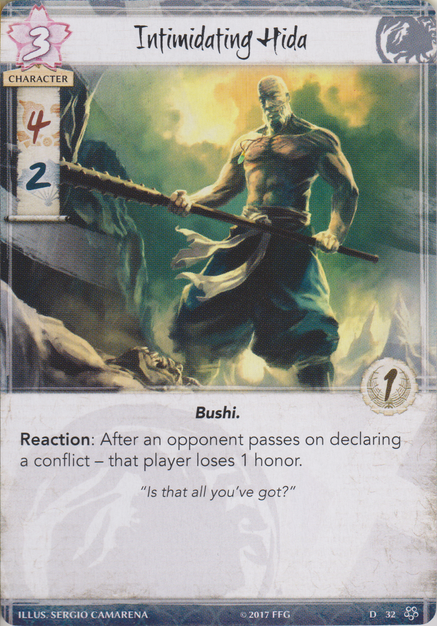 3
Intimidating Hida
CHARACTER
4
2
1
Bushi.
Reaction: After an opponent passes on declaring
a conflict – that player loses 1 honor.
"Is that all you've got?"
ILLUS. SERGIO CAMARENA © 2017 FFG D 32